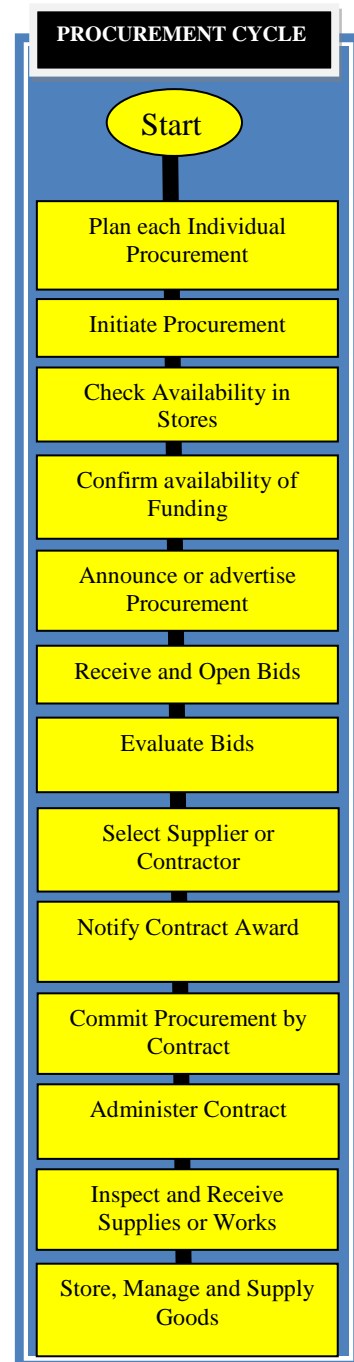 PROCUREMENT CYCLE
Start
Plan each Individual
Procurement
Initiate Procurement
Check Availability in
Stores
Confirm availability of
Funding
Announce or advertise
Procurement
Receive and Open Bids
Evaluate Bids
Select Supplier or
Contractor
Notify Contract Award
Commit Procurement by
Contract
Administer Contract
Inspect and Receive
Supplies or Works
Store, Manage and Supply
Goods